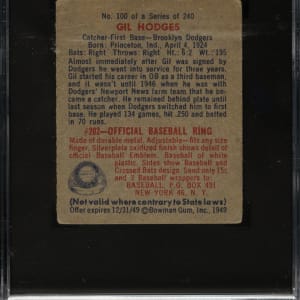 No. 100 of a Series of 240
GIL HODGES
Catcher-First Base—Brooklyn Dodgers
Born: Princeton, Ind., April 4, 1924
Bats: Right Throws: Right Ht.: 6-2 Wt.: 195
Almost immediately after Gil was signed by
Dodgers he went into service for three years.
Gil started his career in OB as a third baseman,
and it wasn't until 1946 when he was with
Dodgers' Newport News farm team that he be-
came a catcher. He remained behind plate until
last season when Dodgers switched him to first
base. He played 134 games, hit .250 and batted
in 70 runs.
#202—OFFICIAL BASEBALL RING
Made of durable metal. Adjustable—fits any size
finger. Silverplate oxidized finish shows detail of
official Baseball Emblem. Baseball of white
plastic. Sides show Baseball and
Crossed Bats design. Send only 15c
and 2 Baseball wrappers to:
BASEBALL, P.O. BOX 491
NEW YORK 46, N. Y.
(Not valid where contrary to State laws)
Offer expires 12/31/49 ©Bowman Gum, Inc., 1949